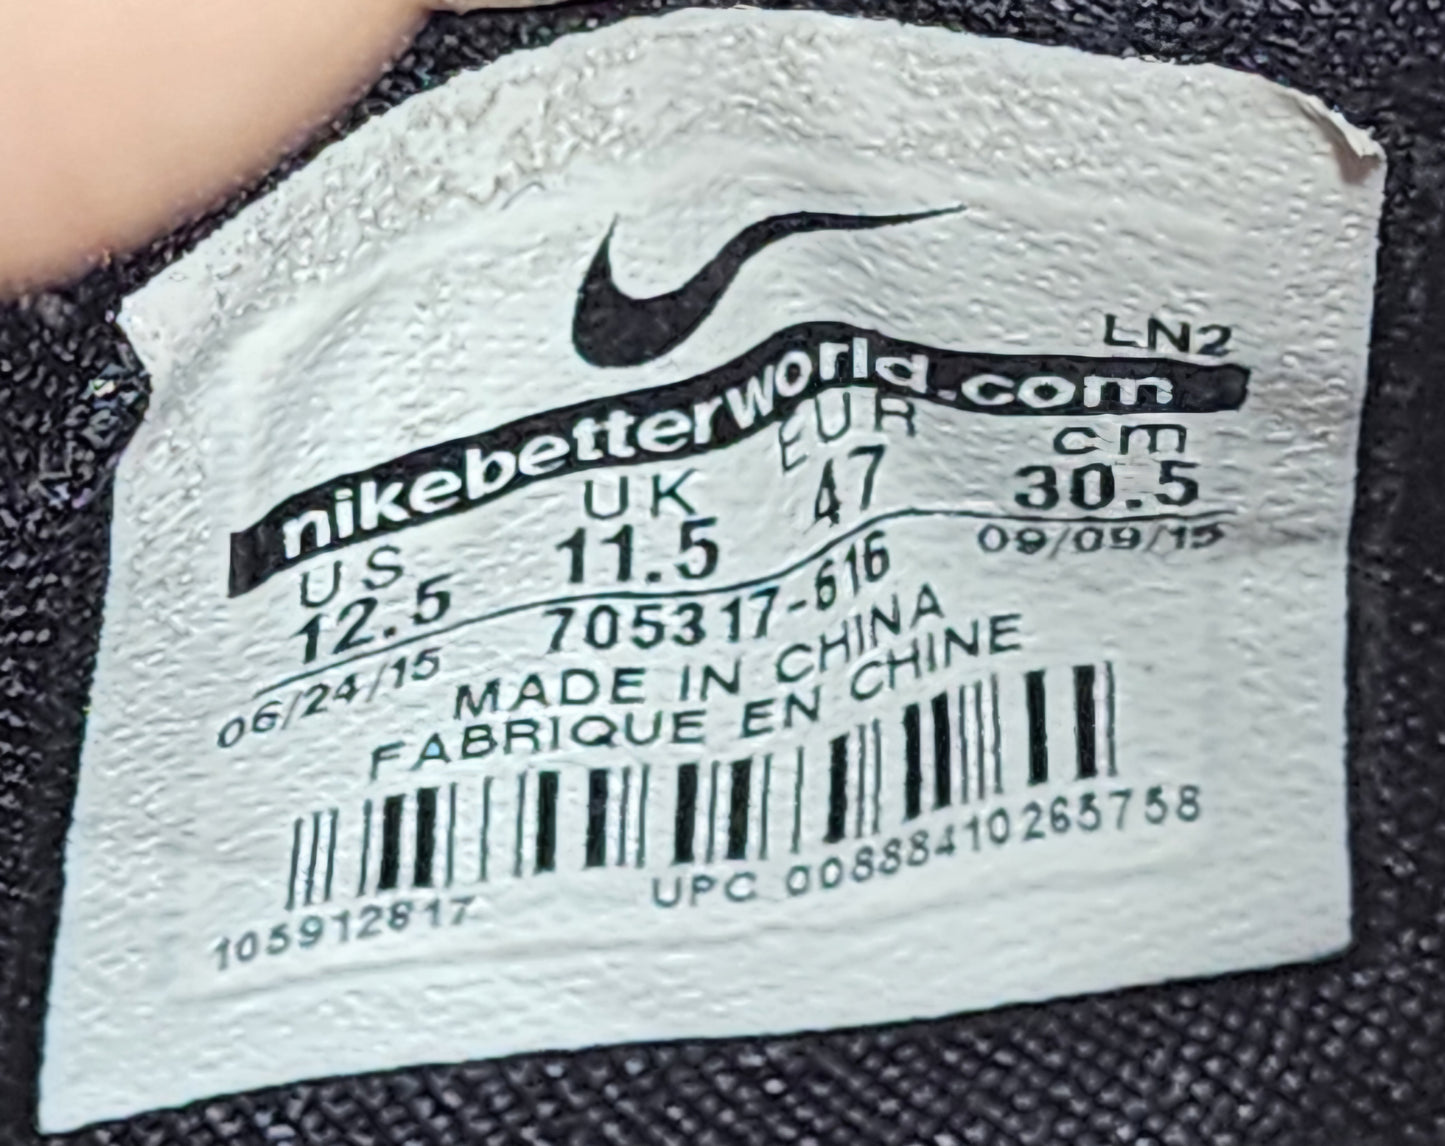 LN2
nikebetterworld.com
US UK EUR cm
12.5 11.5 47 30.5
06/24/15 705317-616 09/09/15
MADE IN CHINA
FABRIQUE EN CHINE
105912817 UPC 00888410265758